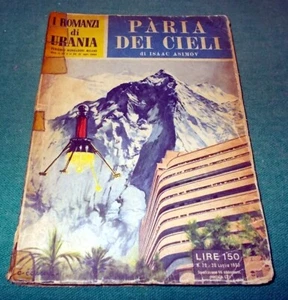 I ROMANZI di
URANIA
PÀRIA
DEI CIELI
di ISAAC ASIMOV
LIRE 150